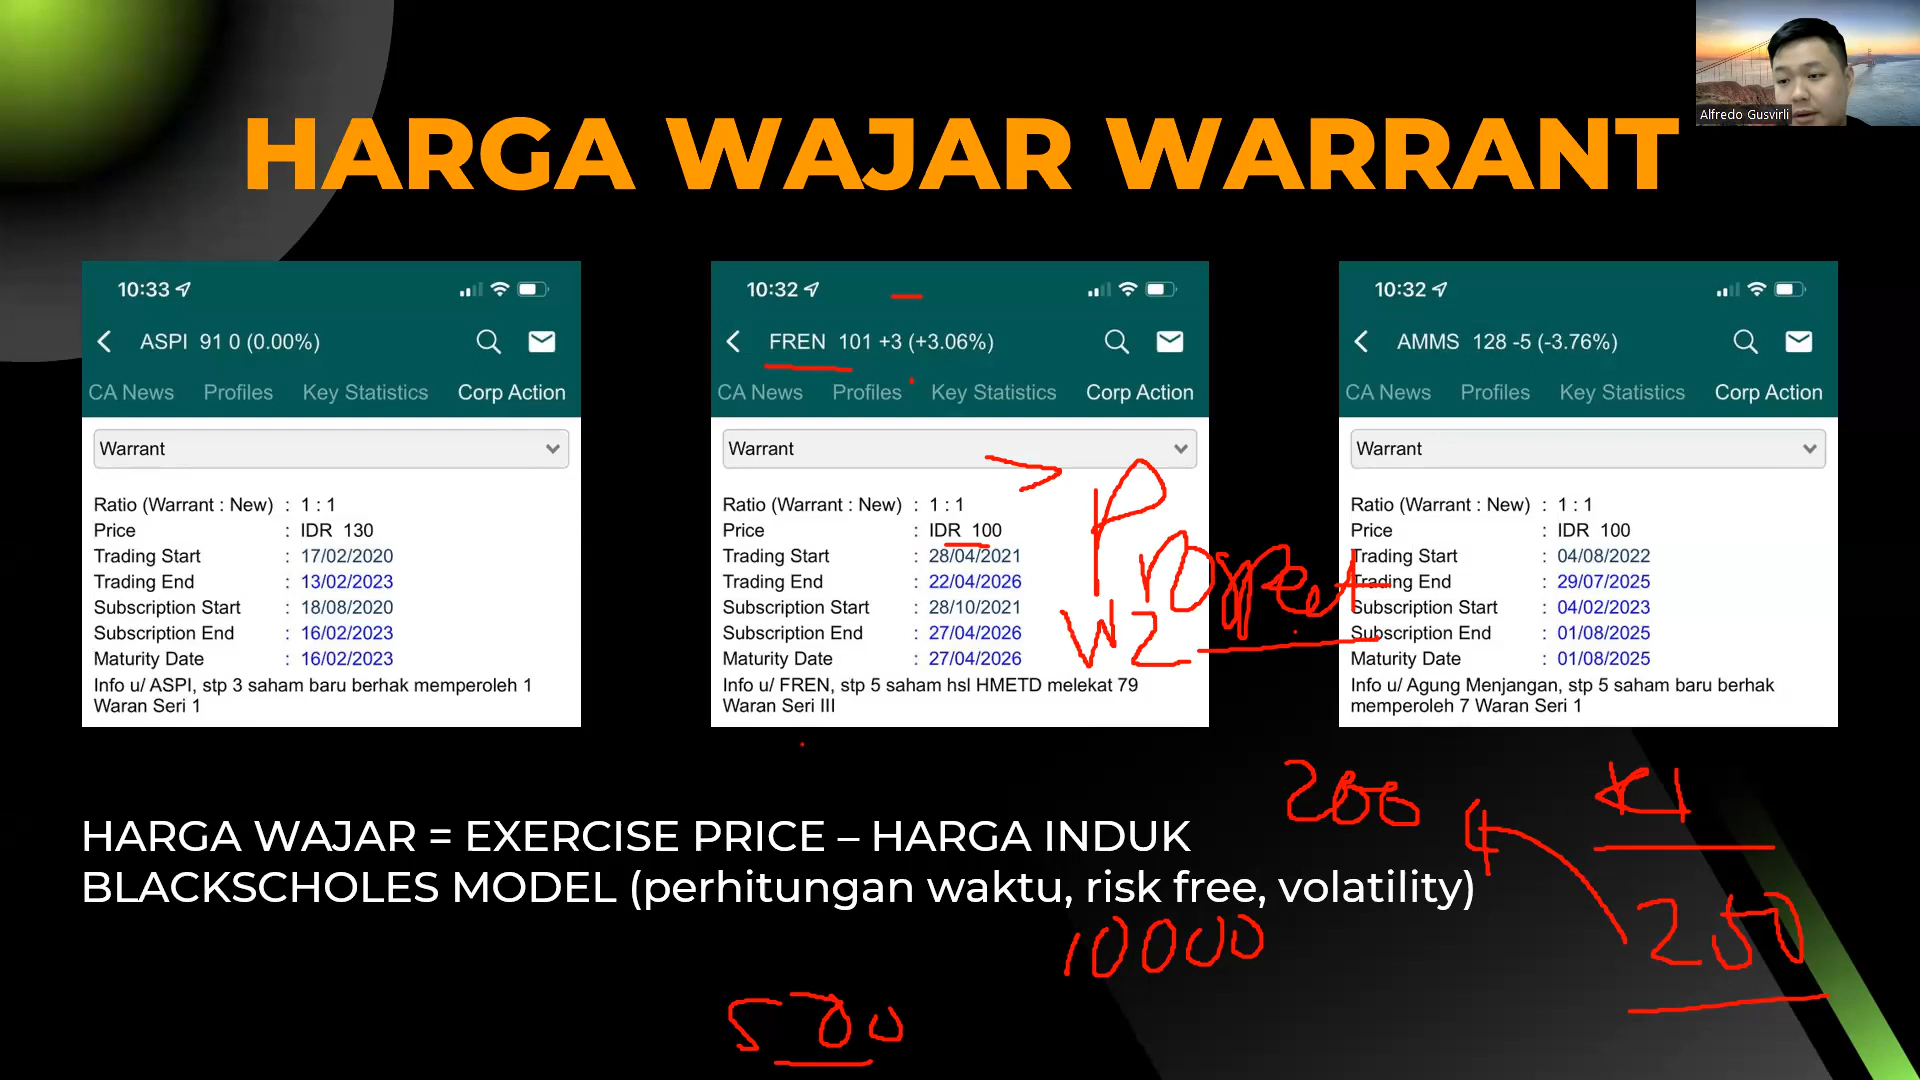 Alfredo Gusvirli
HARGA WAJAR WARRANT
10:33
ASPI 91 0 (0.00%)
CA News Profiles Key Statistics Corp Action
Warrant
Ratio (Warrant : New) : 1 : 1
Price : IDR 130
Trading Start : 17/02/2020
Trading End : 13/02/2023
Subscription Start : 18/08/2020
Subscription End : 16/02/2023
Maturity Date : 16/02/2023
Info u/ ASPI, stp 3 saham baru berhak memperoleh 1
Waran Seri 1
10:32
FREN 101 +3 (+3.06%)
CA News Profiles Key Statistics Corp Action
Warrant
Ratio (Warrant : New) : 1 : 1
Price : IDR 100
Trading Start : 28/04/2021
Trading End : 22/04/2026
Subscription Start : 28/10/2021
Subscription End : 27/04/2026
Maturity Date : 27/04/2026
Info u/ FREN, stp 5 saham hsl HMETD melekat 79
Waran Seri III
10:32
AMMS 128 -5 (-3.76%)
CA News Profiles Key Statistics Corp Action
Warrant
Ratio (Warrant : New) : 1 : 1
Price : IDR 100
Trading Start : 04/08/2022
Trading End : 29/07/2025
Subscription Start : 04/02/2023
Subscription End : 01/08/2025
Maturity Date : 01/08/2025
Info u/ Agung Menjangan, stp 5 saham baru berhak
memperoleh 7 Waran Seri 1
200
HARGA WAJAR = EXERCISE PRICE – HARGA INDUK
BLACKSCHOLES MODEL (perhitungan waktu, risk free, volatility)
10000
250
500